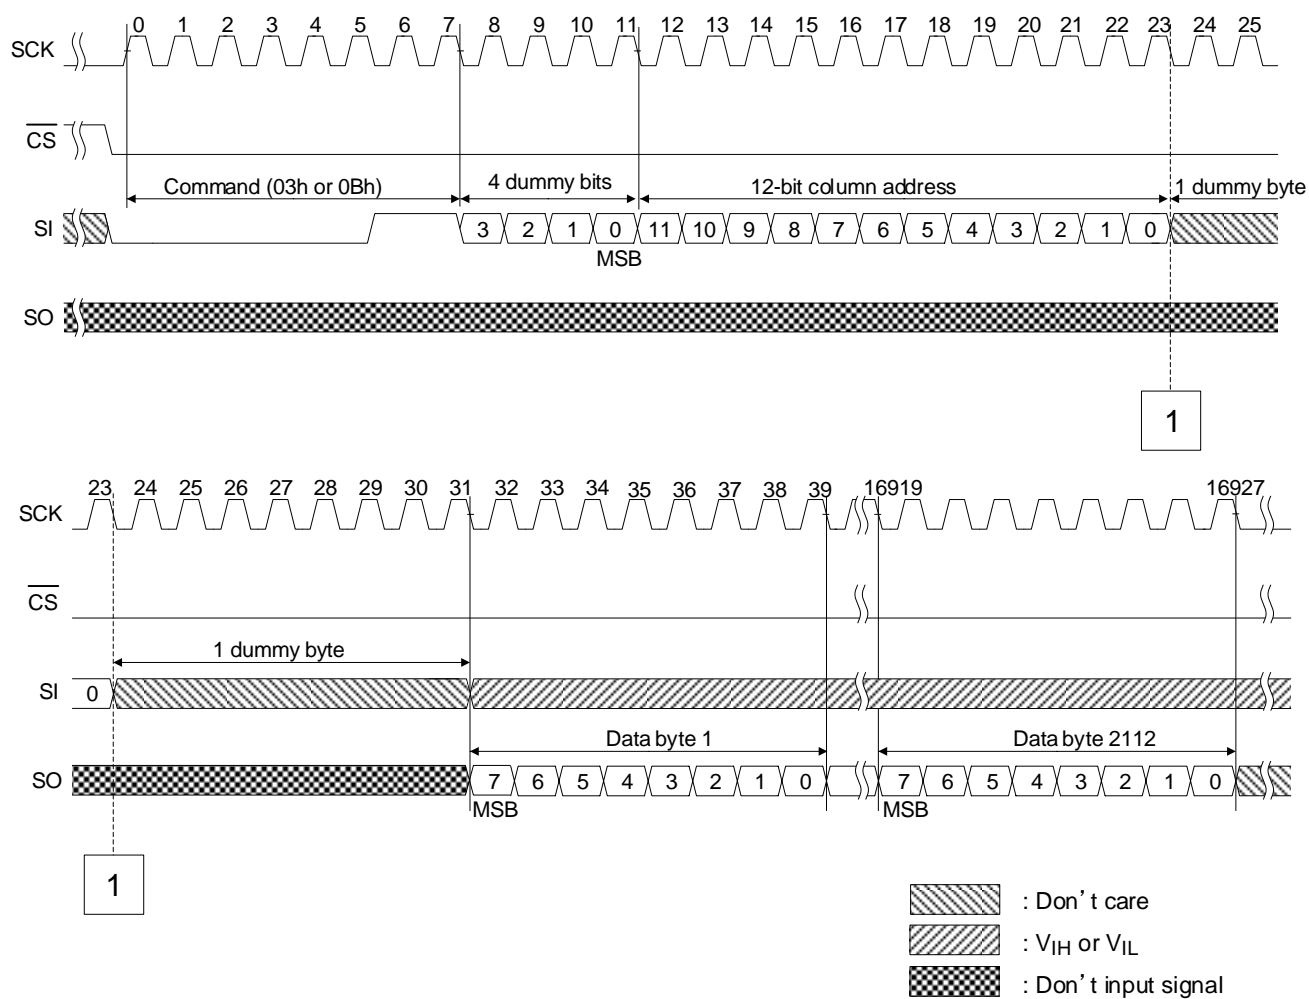 0 1 2 3 4 5 6 7 8 9 10 11 12 13 14 15 16 17 18 19 20 21 22 23 24 25
SCK
CS
Command (03h or 0Bh) 4 dummy bits 12-bit column address 1 dummy byte
SI 3 2 1 0 11 10 9 8 7 6 5 4 3 2 1 0
MSB
SO
1
23 24 25 26 27 28 29 30 31 32 33 34 35 36 37 38 39 16919 16927
SCK
CS
1 dummy byte
SI 0
Data byte 1 Data byte 2112
SO 7 6 5 4 3 2 1 0 7 6 5 4 3 2 1 0
MSB MSB
1
: Don't care
: VIH or VIL
: Don't input signal